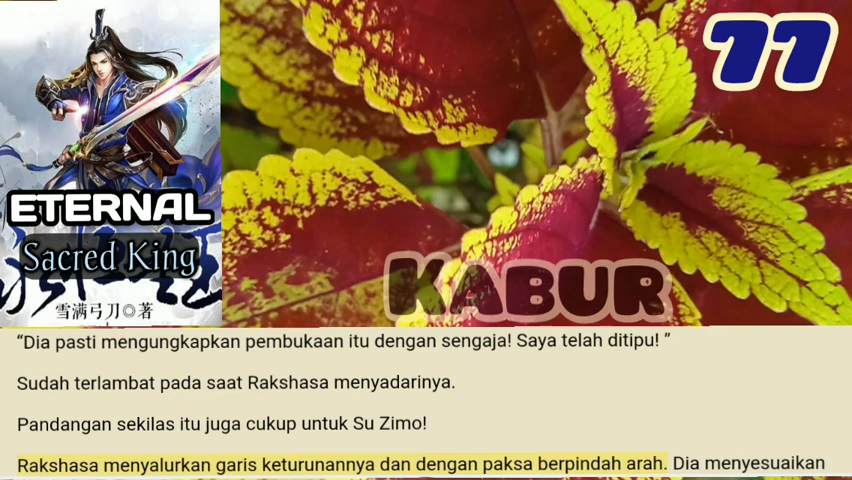 77
ETERNAL
Sacred King
雪满弓刀◎著
KABUR
“Dia pasti mengungkapkan pembukaan itu dengan sengaja! Saya telah ditipu! ”
Sudah terlambat pada saat Rakshasa menyadarinya.
Pandangan sekilas itu juga cukup untuk Su Zimo!
Rakshasa menyalurkan garis keturunannya dan dengan paksa berpindah arah. Dia menyesuaikan